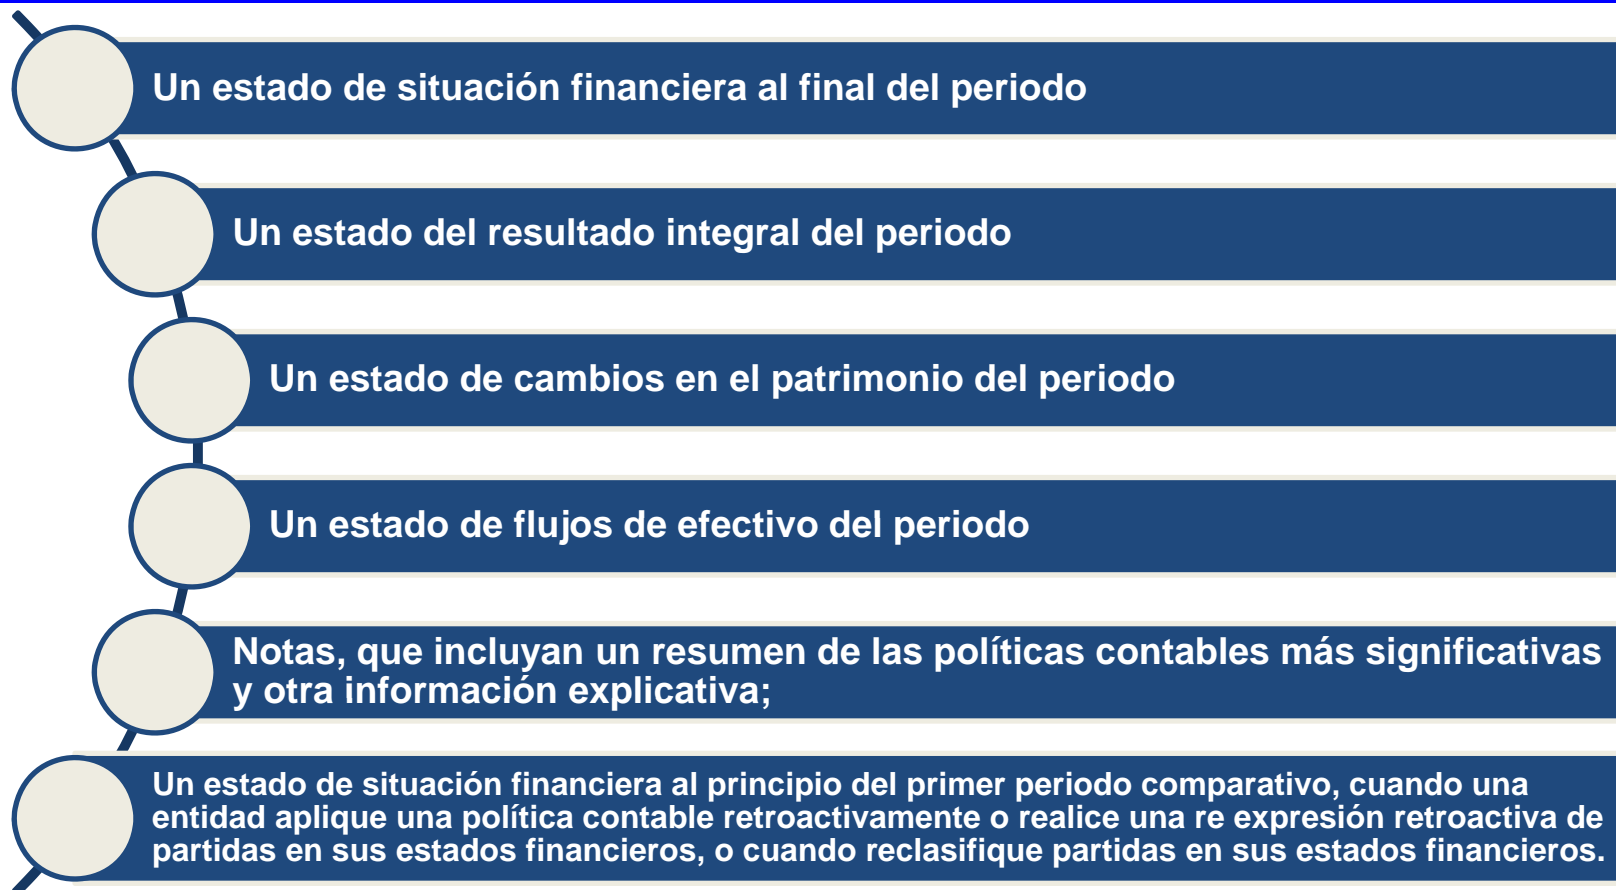 Un estado de situación financiera al final del periodo
Un estado del resultado integral del periodo
Un estado de cambios en el patrimonio del periodo
Un estado de flujos de efectivo del periodo
Notas, que incluyan un resumen de las políticas contables más significativas
y otra información explicativa;
Un estado de situación financiera al principio del primer periodo comparativo, cuando una
entidad aplique una política contable retroactivamente o realice una re expresión retroactiva de
partidas en sus estados financieros, o cuando reclasifique partidas en sus estados financieros.